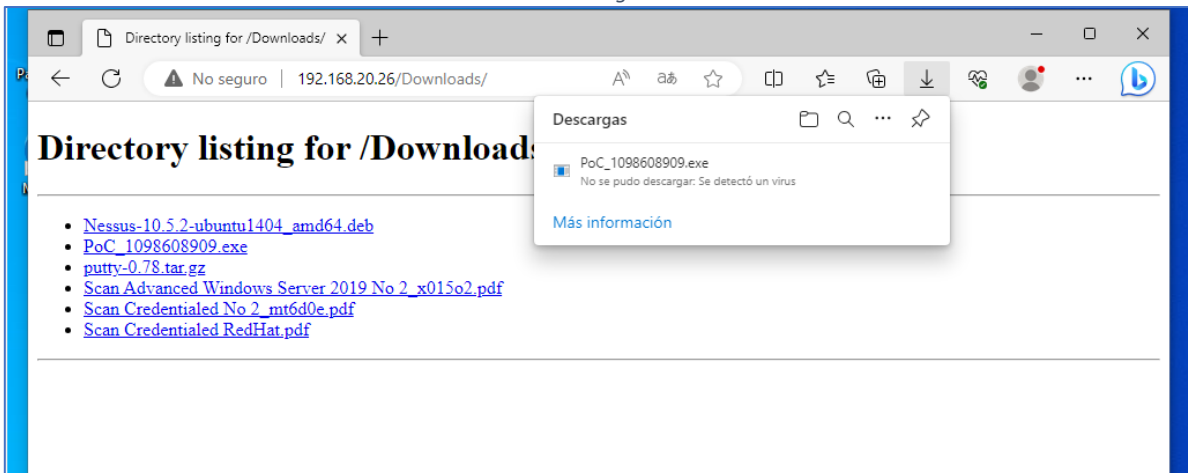 Directory listing for /Downloads/
No seguro | 192.168.20.26/Downloads/
Descargas
PoC_1098608909.exe
No se pudo descargar: Se detectó un virus
Más información
Directory listing for /Downloads
Nessus-10.5.2-ubuntu1404_amd64.deb
PoC_1098608909.exe
putty-0.78.tar.gz
Scan Advanced Windows Server 2019 No 2_x015o2.pdf
Scan Credentialed No 2_mt6d0e.pdf
Scan Credentialed RedHat.pdf